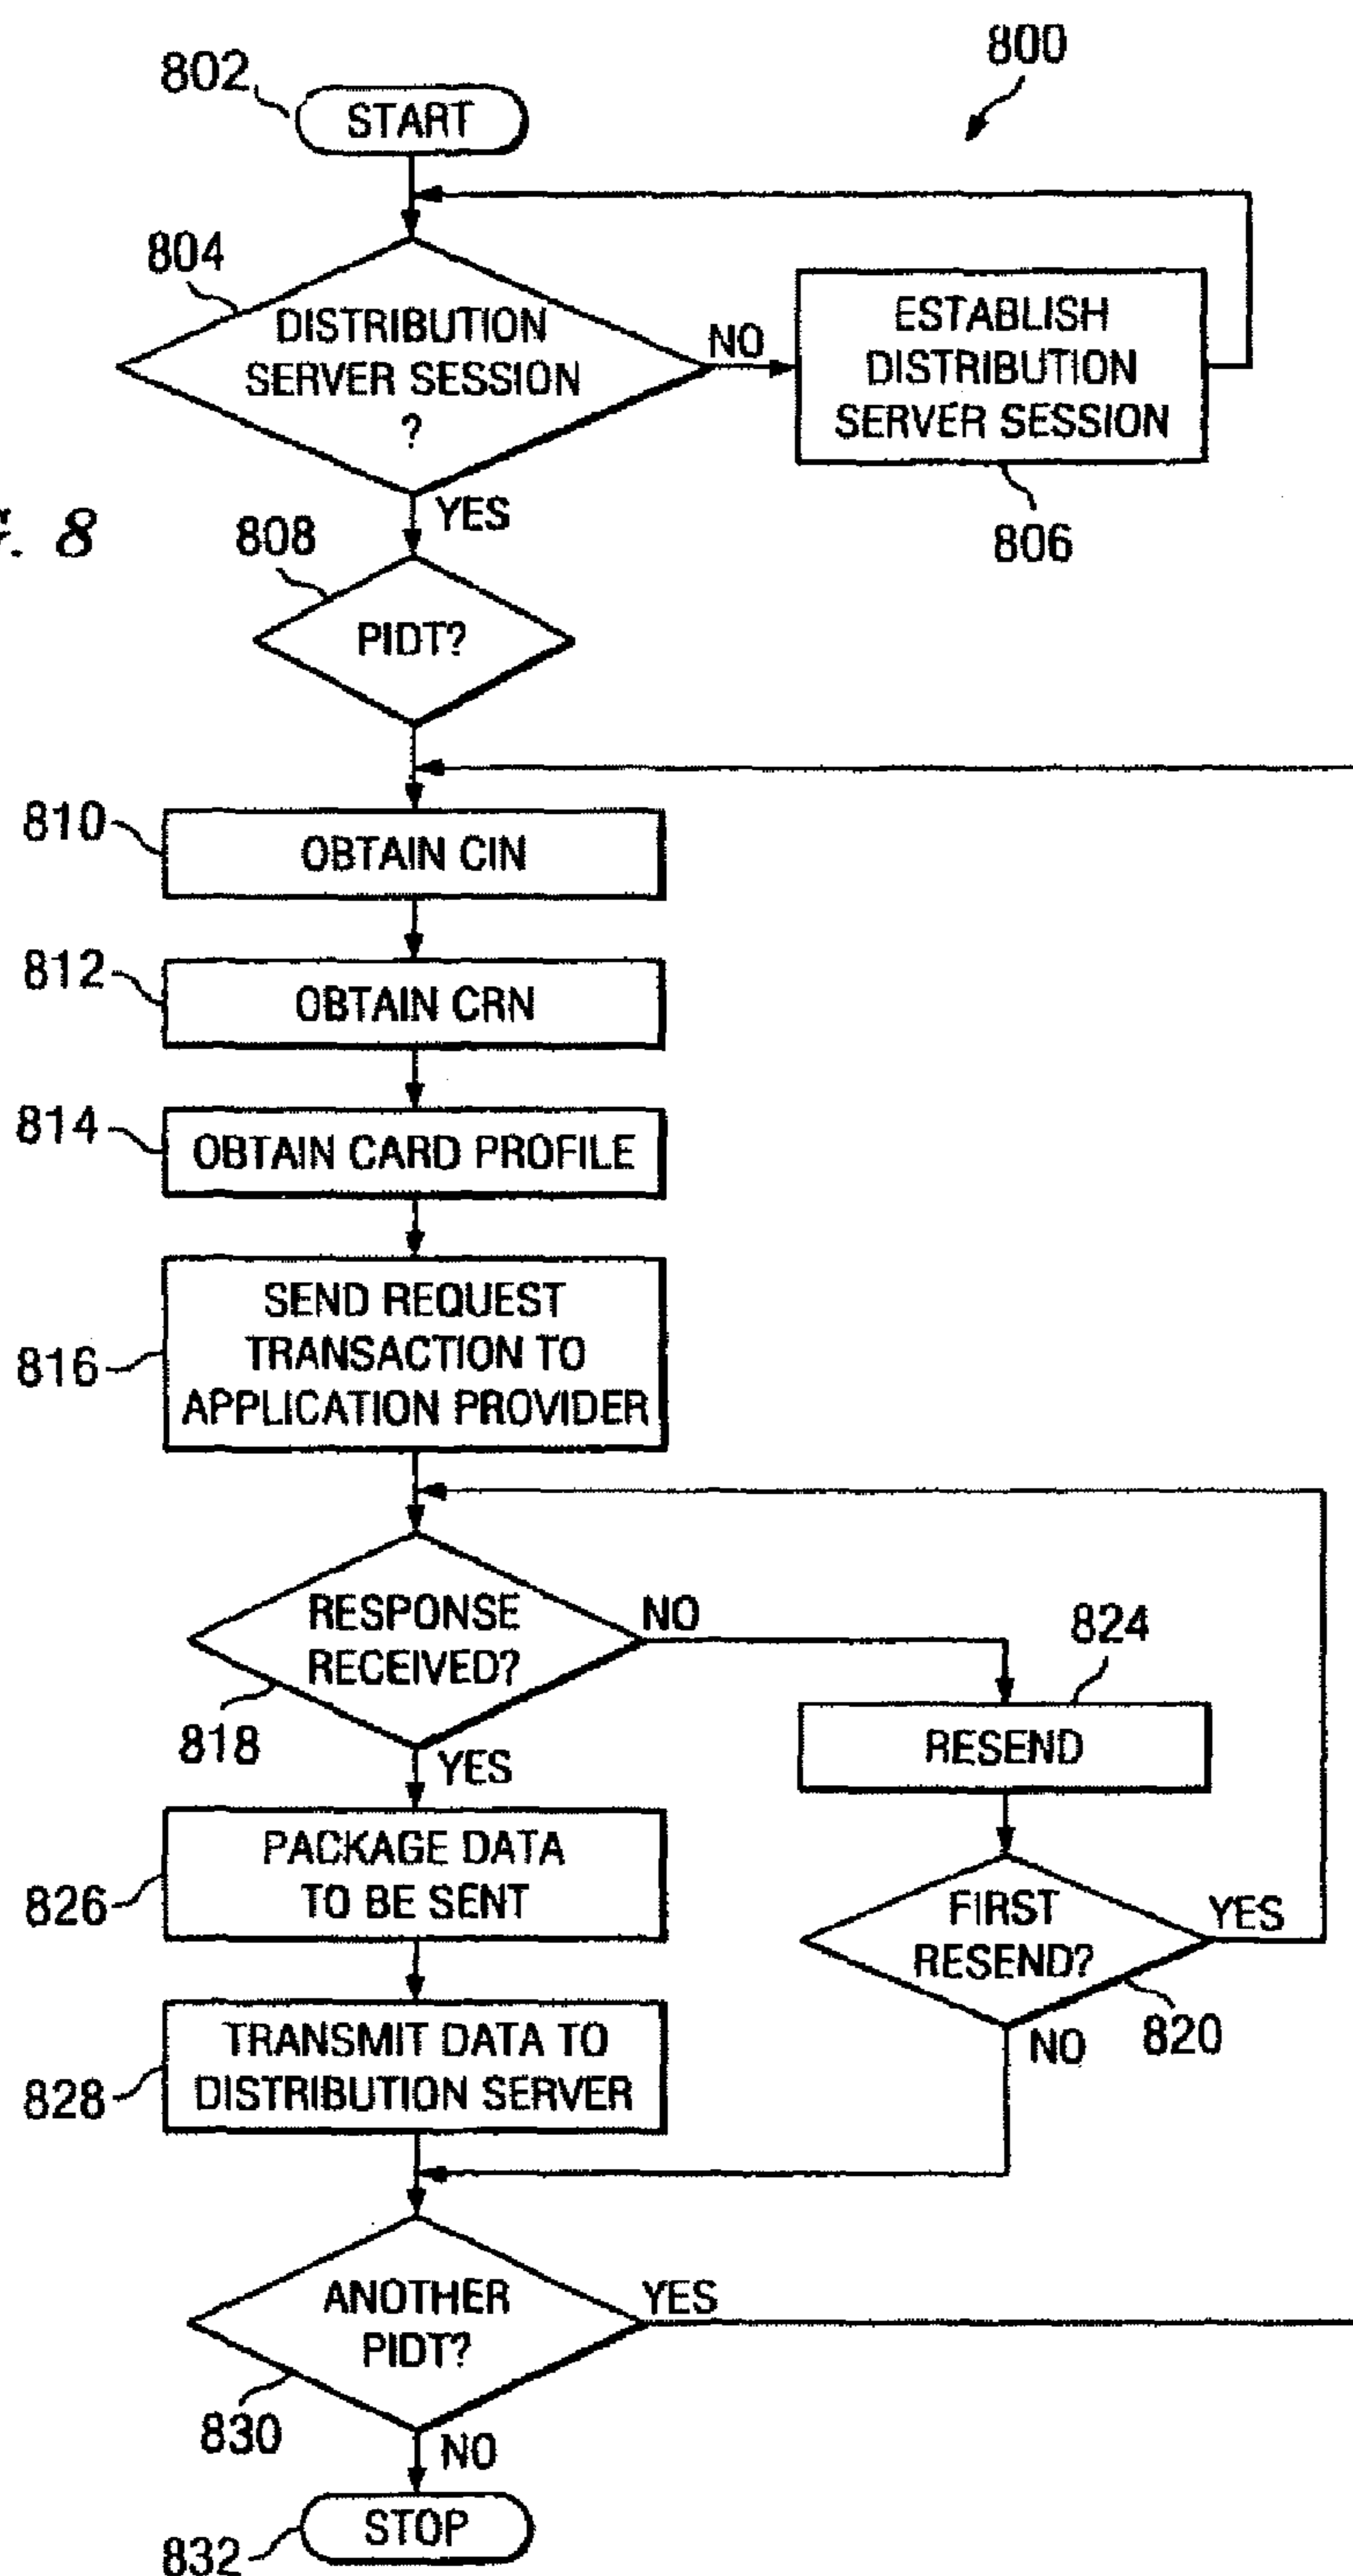 800
802
START
804
DISTRIBUTION
SERVER SESSION
?
NO
ESTABLISH
DISTRIBUTION
SERVER SESSION
806
YES
G. 8
808
PIDT?
810
OBTAIN CIN
812
OBTAIN CRN
814
OBTAIN CARD PROFILE
816
SEND REQUEST
TRANSACTION TO
APPLICATION PROVIDER
RESPONSE
RECEIVED?
818
NO
824
RESEND
YES
826
PACKAGE DATA
TO BE SENT
FIRST
RESEND?
YES
820
NO
828
TRANSMIT DATA TO
DISTRIBUTION SERVER
ANOTHER
PIDT?
YES
830
NO
STOP
832